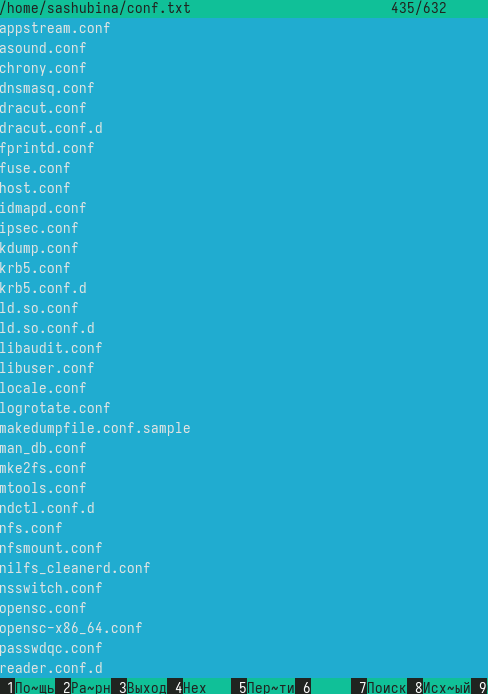 /home/sashubina/conf.txt 435/632
appstream.conf
asound.conf
chrony.conf
dnsmasq.conf
dracut.conf
dracut.conf.d
fprintd.conf
fuse.conf
host.conf
idmapd.conf
ipsec.conf
kdump.conf
krb5.conf
krb5.conf.d
ld.so.conf
ld.so.conf.d
libaudit.conf
libuser.conf
locale.conf
logrotate.conf
makedumpfile.conf.sample
man_db.conf
mke2fs.conf
mtools.conf
ndctl.conf.d
nfs.conf
nfsmount.conf
nilfs_cleanerd.conf
nsswitch.conf
opensc.conf
opensc-x86_64.conf
passwdqc.conf
reader.conf.d
1По~щь 2Ра~рн 3Выход 4Hex 5Пер~ти 6 7Поиск 8Исх~ый 9